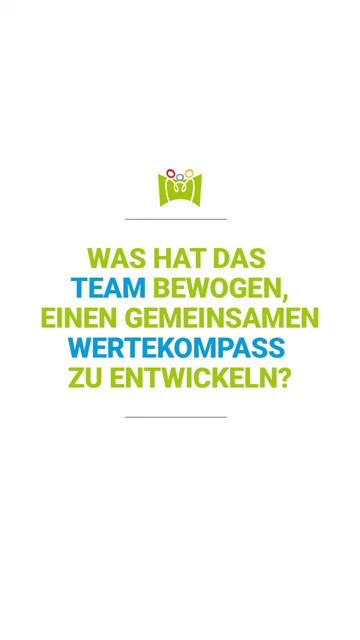 WAS HAT DAS
TEAM BEWOGEN,
EINEN GEMEINSAMEN
WERTEKOMPASS
ZU ENTWICKELN?